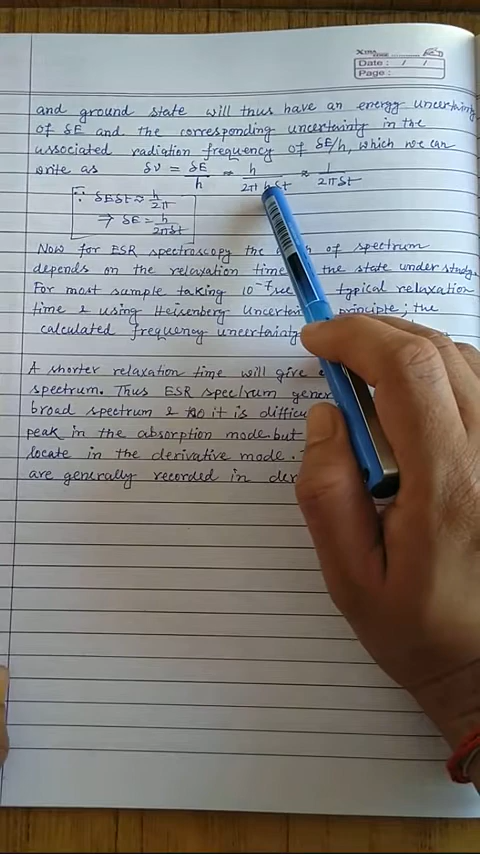 Date : / /
Page :
and ground state will thus have an energy uncertainty
of δE and the corresponding uncertainty in the
associated radiation frequency of δE/h, which we can
write as δν = δE/h ≈ h/2π hδt ≈ 1/2πδt
∵ δEδt ≈ h/2π
⇒ δE = h/2πδt
Now for ESR spectroscopy the of spectrum
depends on the relaxation time the state under study.
For most sample taking 10⁻⁷ typical relaxation
time & using Heisenberg principle, the
calculated frequency uncertainty
A shorter relaxation time will give
spectrum. Thus ESR spectrum
broad spectrum & it is
peak in the absorption mode but
locate in the derivative mode.
are generally recorded in